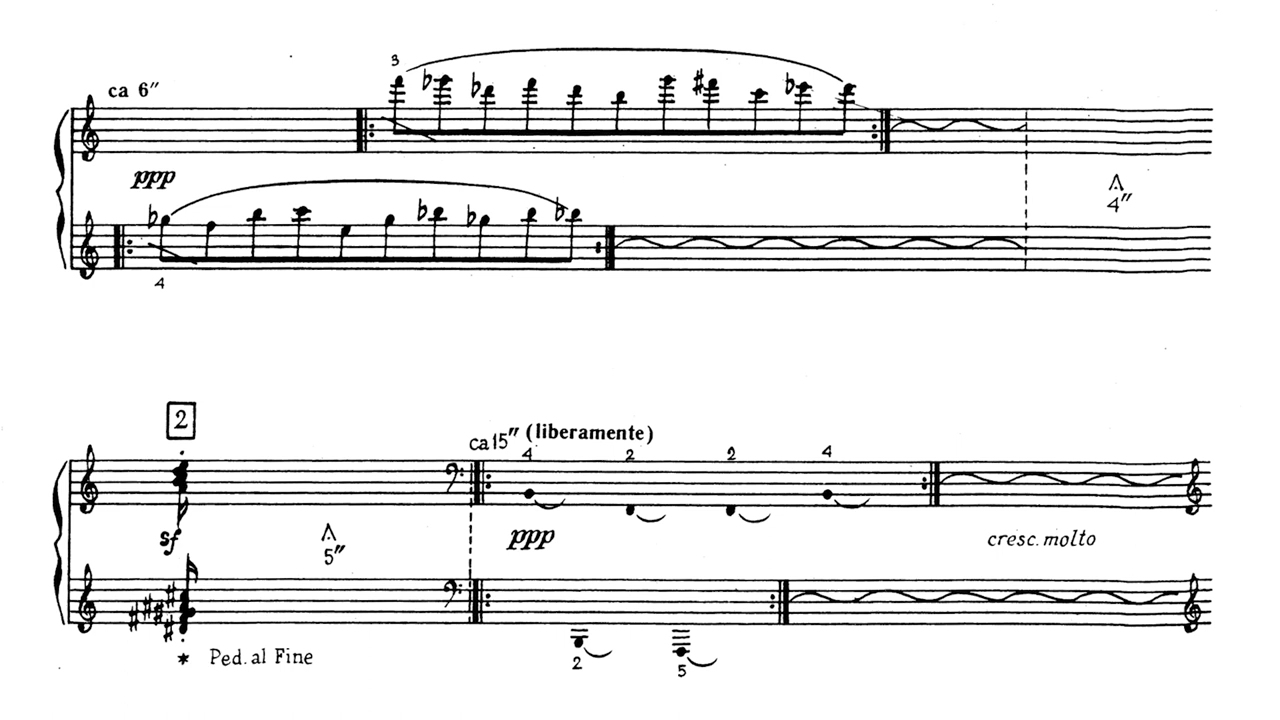 ca 6″
3
ppp
4″
4
2
ca 15″ (liberamente)
4 2 2 4
sf
5″
ppp
cresc. molto
2 5
* Ped. al Fine